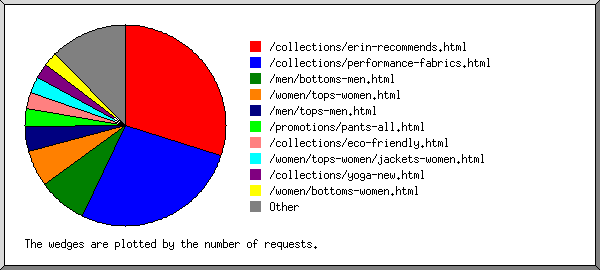 /collections/erin-recommends.html
/collections/performance-fabrics.html
/men/bottoms-men.html
/women/tops-women.html
/men/tops-men.html
/promotions/pants-all.html
/collections/eco-friendly.html
/women/tops-women/jackets-women.html
/collections/yoga-new.html
/women/bottoms-women.html
Other
The wedges are plotted by the number of requests.